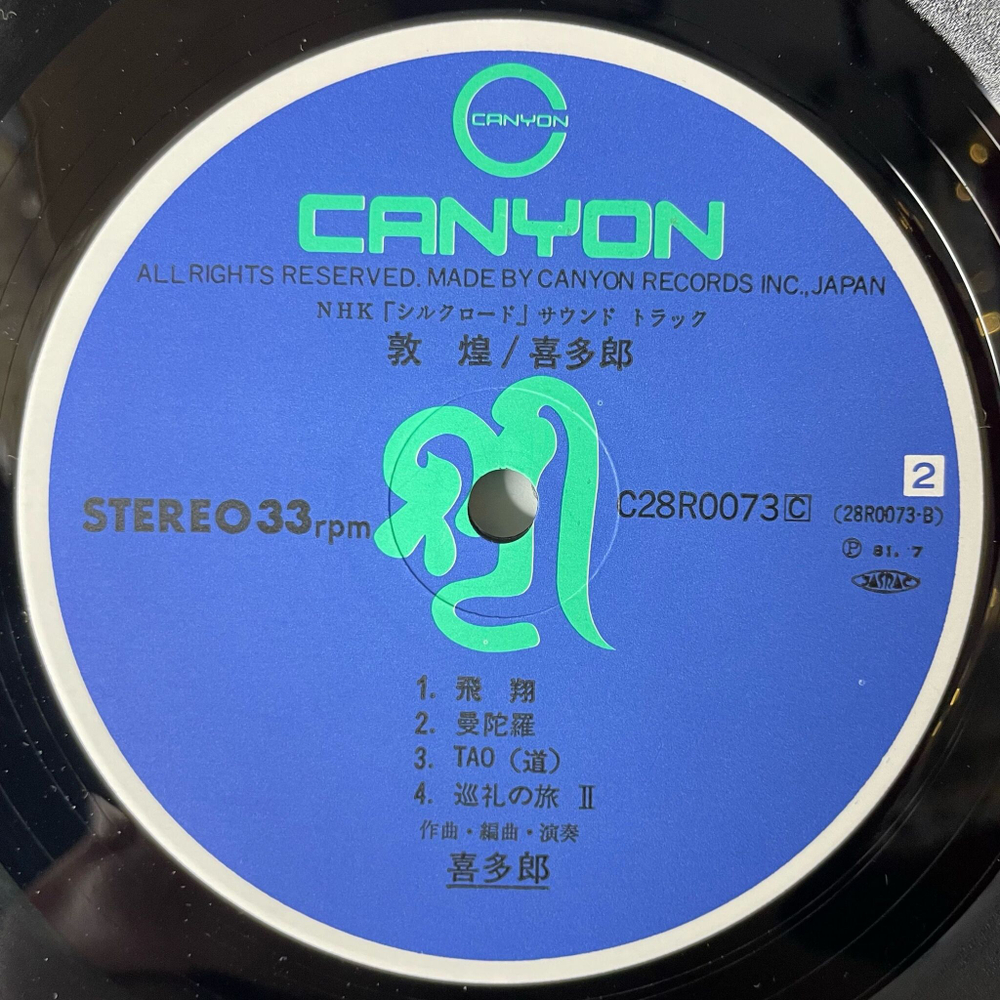 CANYON
CANYON
ALL RIGHTS RESERVED. MADE BY CANYON RECORDS INC., JAPAN
NHK「シルクロード」サウンド トラック
敦 煌/喜多郎
2
STEREO 33rpm
C28R0073 C
(28R0073-B)
Ⓟ 81. 7
JASRAC
1. 飛 翔
2. 曼陀羅
3. TAO (道)
4. 巡礼の旅 Ⅱ
作曲・編曲・演奏
喜多郎